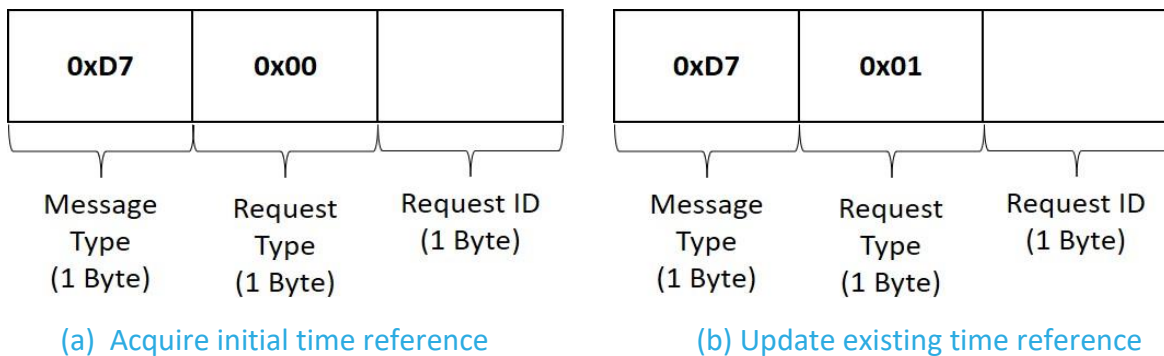 0xD7
0x00
Message
Type
(1 Byte)
Request
Type
(1 Byte)
Request ID
(1 Byte)
(a) Acquire initial time reference
0xD7
0x01
Message
Type
(1 Byte)
Request
Type
(1 Byte)
Request ID
(1 Byte)
(b) Update existing time reference